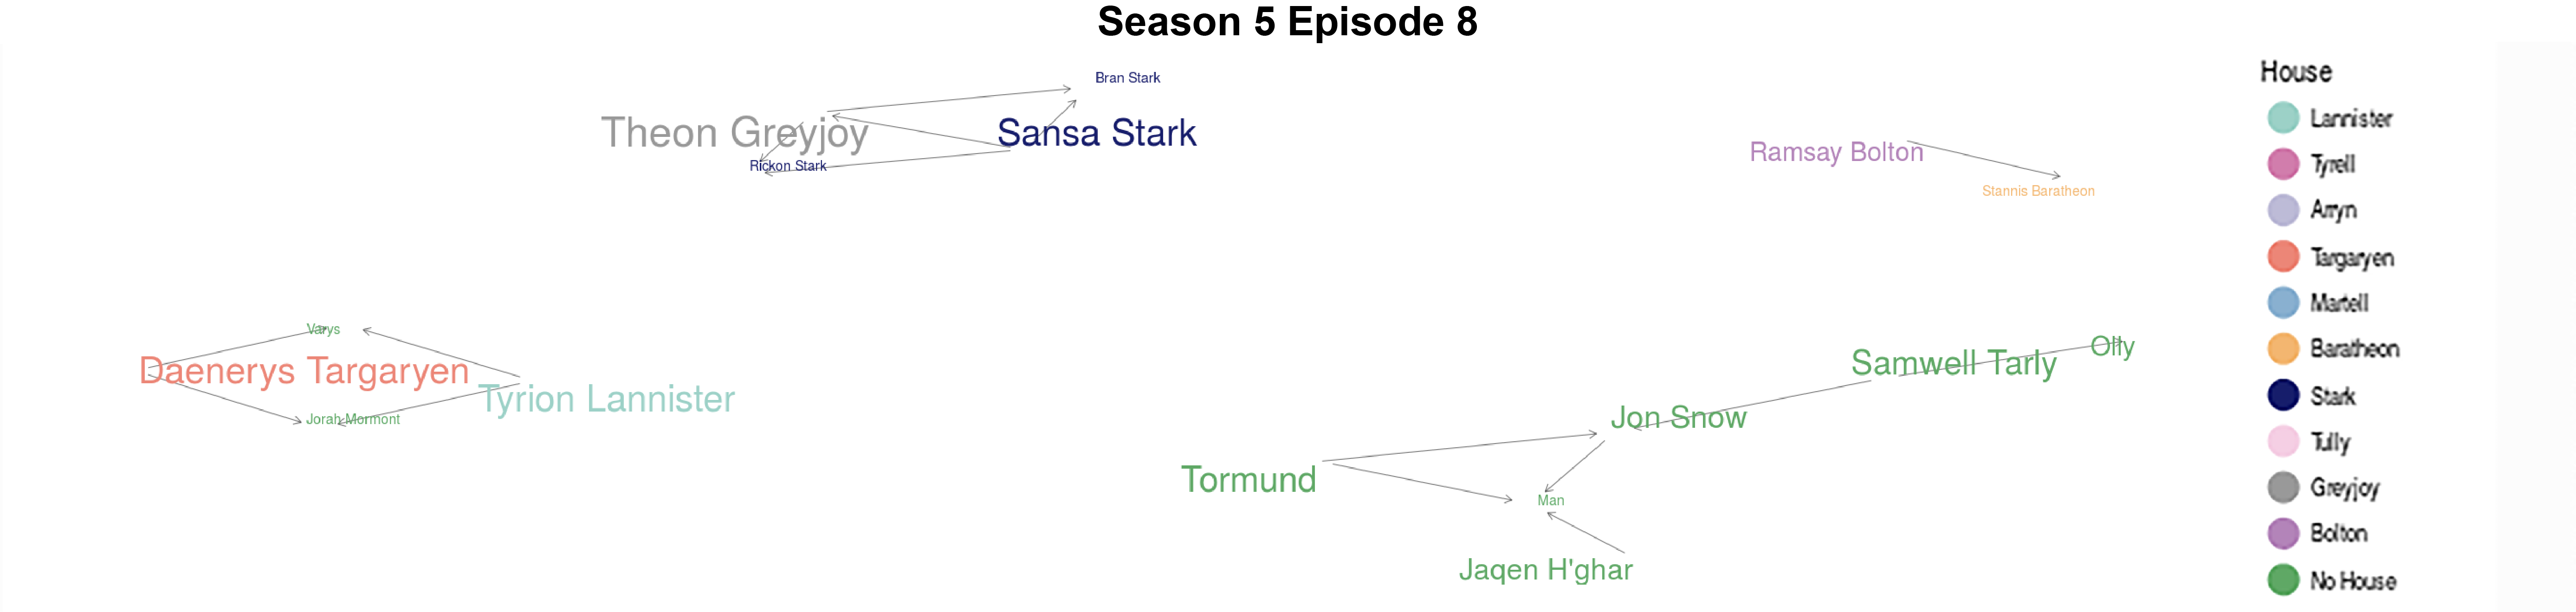 Season 5 Episode 8
Bran Stark
Theon Greyjoy
Sansa Stark
Rickon Stark
Ramsay Bolton
Stannis Baratheon
Varys
Daenerys Targaryen
Jorah Mormont
Tyrion Lannister
Olly
Samwell Tarly
Jon Snow
Tormund
Man
Jaqen H'ghar
House
Lannister
Tyrell
Arryn
Targaryen
Martell
Baratheon
Stark
Tully
Greyjoy
Bolton
No House